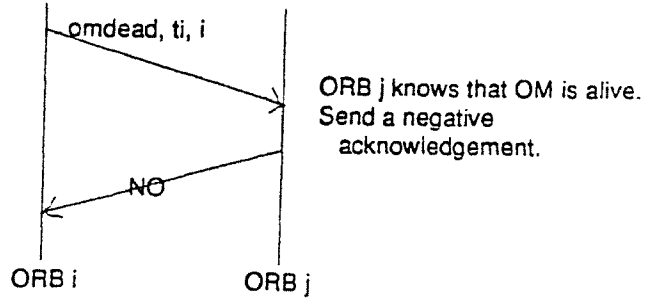 omdead, ti, i
ORB j knows that OM is alive.
Send a negative
acknowledgement.
NO
ORB i
ORB j